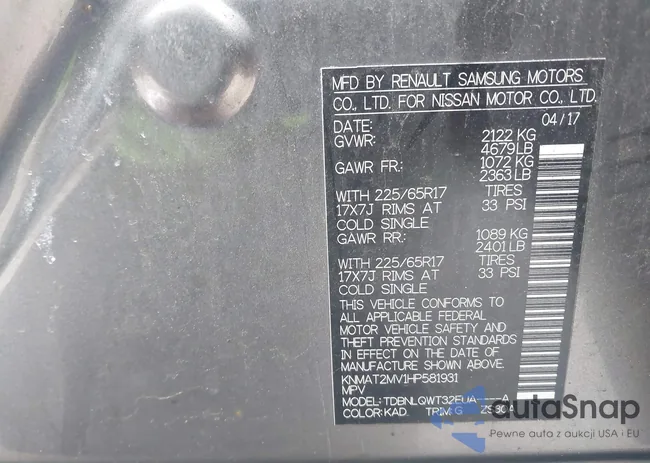 MFD BY RENAULT SAMSUNG MOTORS
CO., LTD. FOR NISSAN MOTOR CO., LTD.
DATE: 04/17
GVWR: 2122 KG
4679LB
GAWR FR: 1072 KG
2363 LB
WITH 225/65R17 TIRES
17X7J RIMS AT 33 PSI
COLD SINGLE
GAWR RR: 1089 KG
2401 LB
WITH 225/65R17 TIRES
17X7J RIMS AT 33 PSI
COLD SINGLE
THIS VEHICLE CONFORMS TO
ALL APPLICABLE FEDERAL
MOTOR VEHICLE SAFETY AND
THEFT PREVENTION STANDARDS
IN EFFECT ON THE DATE OF
MANUFACTURE SHOWN ABOVE.
KNMAT2MV1HP581931
MPV
MODEL: TDBNLQWT32EUA-----A
COLOR: KAD TRIM: G
autoSnap
Pewne auta z aukcji USA i EU